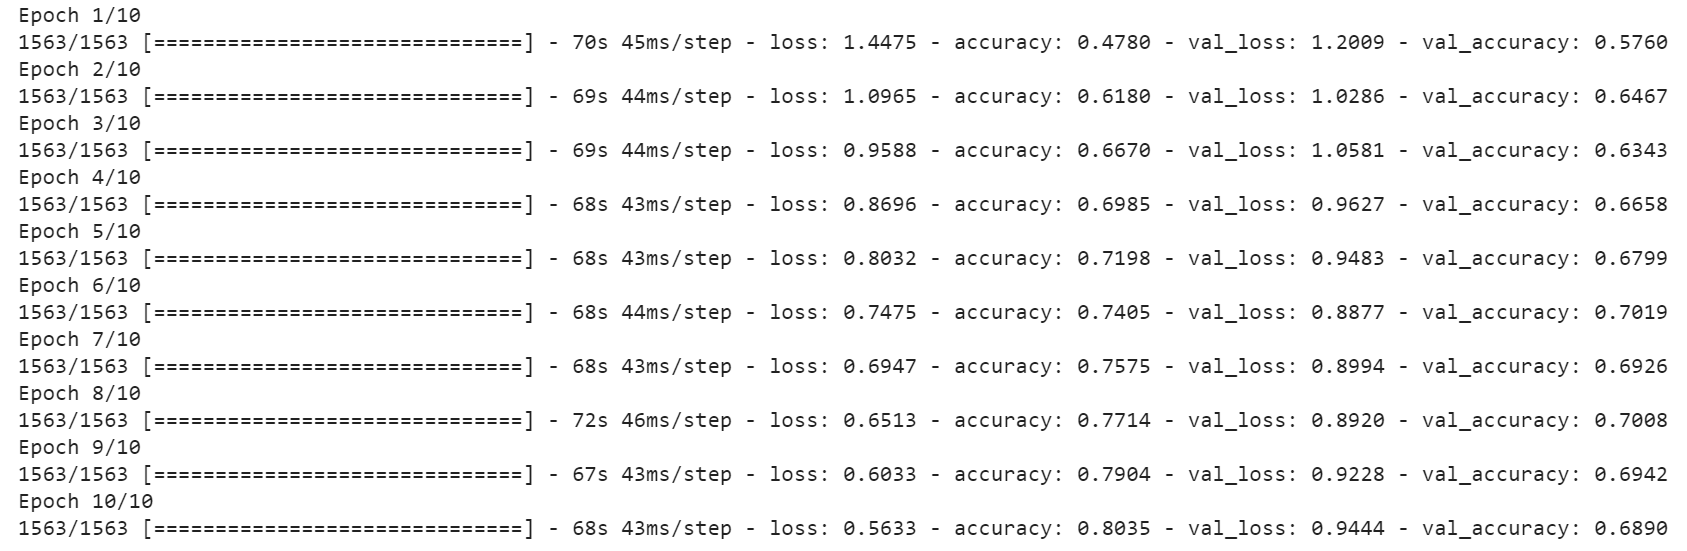 Epoch 1/10
1563/1563 [==============================] - 70s 45ms/step - loss: 1.4475 - accuracy: 0.4780 - val_loss: 1.2009 - val_accuracy: 0.5760
Epoch 2/10
1563/1563 [==============================] - 69s 44ms/step - loss: 1.0965 - accuracy: 0.6180 - val_loss: 1.0286 - val_accuracy: 0.6467
Epoch 3/10
1563/1563 [==============================] - 69s 44ms/step - loss: 0.9588 - accuracy: 0.6670 - val_loss: 1.0581 - val_accuracy: 0.6343
Epoch 4/10
1563/1563 [==============================] - 68s 43ms/step - loss: 0.8696 - accuracy: 0.6985 - val_loss: 0.9627 - val_accuracy: 0.6658
Epoch 5/10
1563/1563 [==============================] - 68s 43ms/step - loss: 0.8032 - accuracy: 0.7198 - val_loss: 0.9483 - val_accuracy: 0.6799
Epoch 6/10
1563/1563 [==============================] - 68s 44ms/step - loss: 0.7475 - accuracy: 0.7405 - val_loss: 0.8877 - val_accuracy: 0.7019
Epoch 7/10
1563/1563 [==============================] - 68s 43ms/step - loss: 0.6947 - accuracy: 0.7575 - val_loss: 0.8994 - val_accuracy: 0.6926
Epoch 8/10
1563/1563 [==============================] - 72s 46ms/step - loss: 0.6513 - accuracy: 0.7714 - val_loss: 0.8920 - val_accuracy: 0.7008
Epoch 9/10
1563/1563 [==============================] - 67s 43ms/step - loss: 0.6033 - accuracy: 0.7904 - val_loss: 0.9228 - val_accuracy: 0.6942
Epoch 10/10
1563/1563 [==============================] - 68s 43ms/step - loss: 0.5633 - accuracy: 0.8035 - val_loss: 0.9444 - val_accuracy: 0.6890